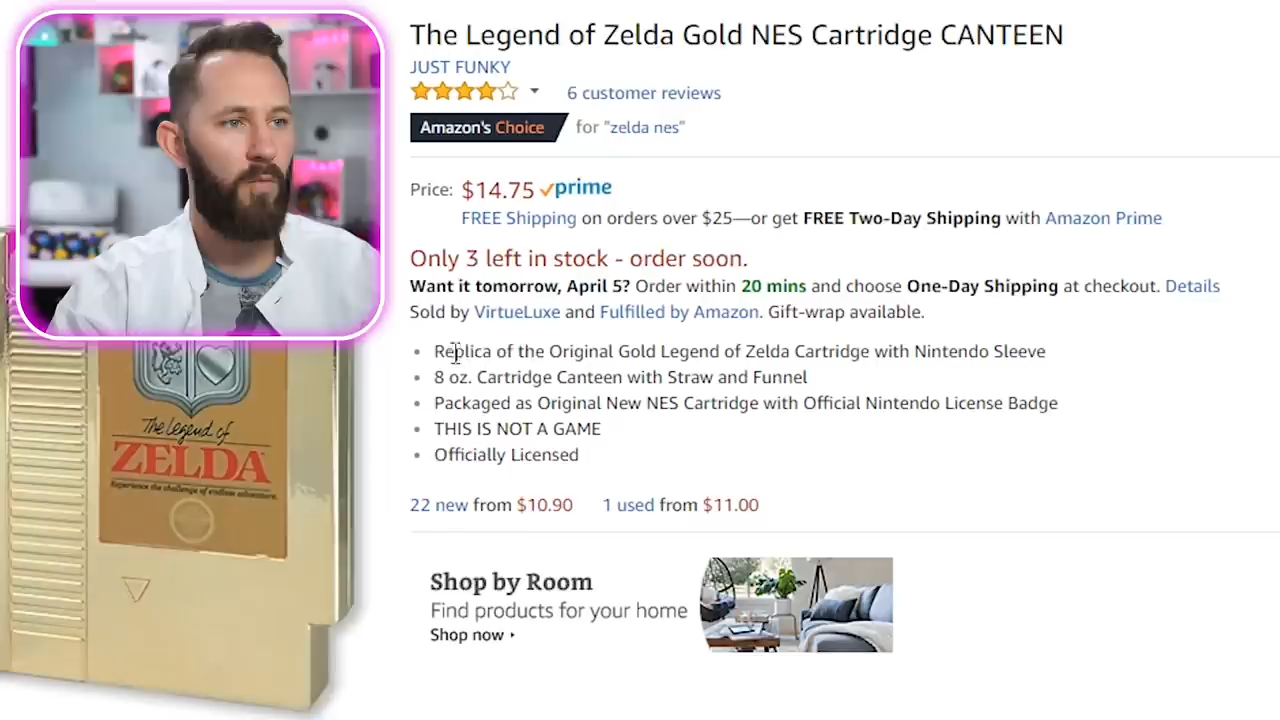 The Legend of Zelda Gold NES Cartridge CANTEEN
JUST FUNKY
6 customer reviews
Amazon's Choice for "zelda nes"
Price: $14.75 prime
FREE Shipping on orders over $25—or get FREE Two-Day Shipping with Amazon Prime
Only 3 left in stock - order soon.
Want it tomorrow, April 5? Order within 20 mins and choose One-Day Shipping at checkout. Details
Sold by VirtueLuxe and Fulfilled by Amazon. Gift-wrap available.
Replica of the Original Gold Legend of Zelda Cartridge with Nintendo Sleeve
8 oz. Cartridge Canteen with Straw and Funnel
Packaged as Original New NES Cartridge with Official Nintendo License Badge
THIS IS NOT A GAME
Officially Licensed
22 new from $10.90 1 used from $11.00
Shop by Room
Find products for your home
Shop now
The Legend of
ZELDA
Experience the challenge of endless adventure.